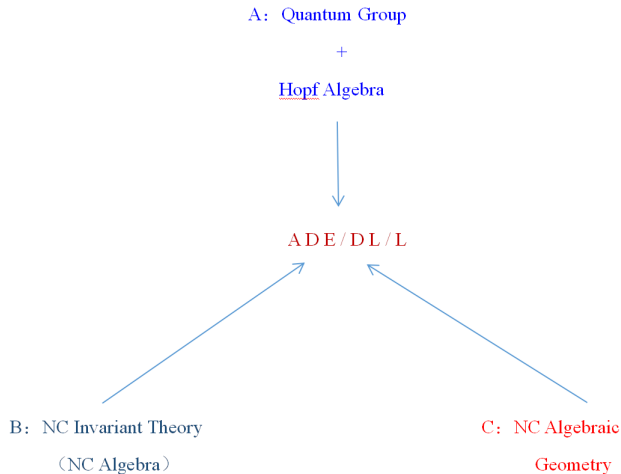 A：Quantum Group
+
Hopf Algebra
A D E / D L / L
B：NC Invariant Theory
（NC Algebra）
C：NC Algebraic
Geometry